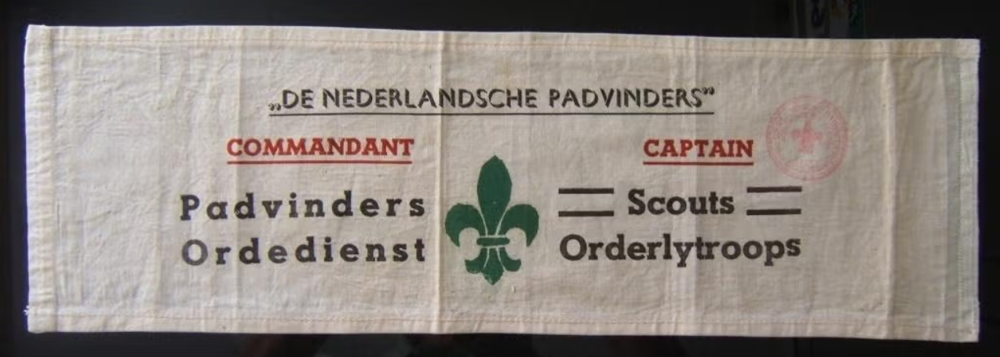 „DE NEDERLANDSCHE PADVINDERS”
COMMANDANT
Padvinders
Ordedienst
CAPTAIN
Scouts
Orderlytroops